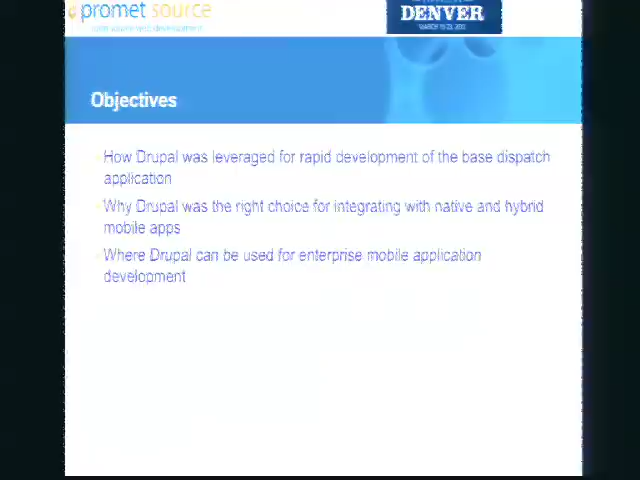 promet source
DENVER
Objectives
How Drupal was leveraged for rapid development of the base dispatch
application
Why Drupal was the right choice for integrating with native and hybrid
mobile apps
Where Drupal can be used for enterprise mobile application
development